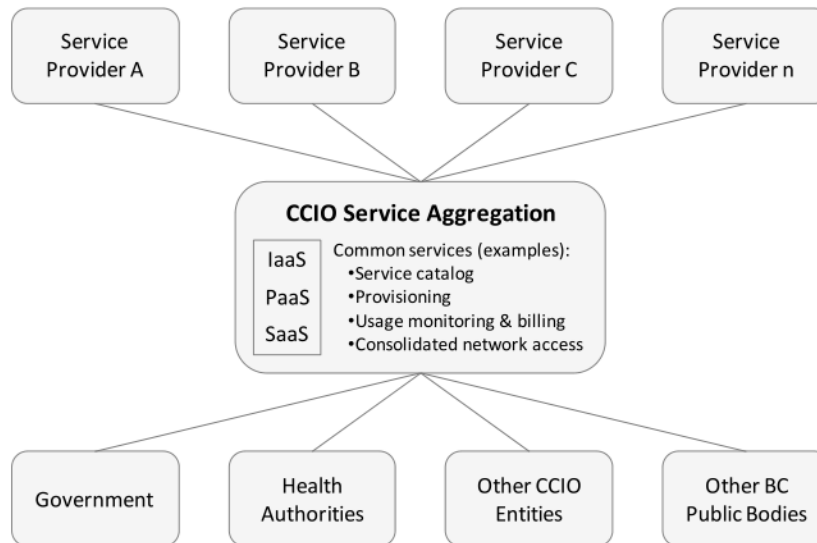 Service
Provider A
Service
Provider B
Service
Provider C
Service
Provider n
CCIO Service Aggregation
IaaS
PaaS
SaaS
Common services (examples):
•Service catalog
•Provisioning
•Usage monitoring & billing
•Consolidated network access
Government
Health
Authorities
Other CCIO
Entities
Other BC
Public Bodies